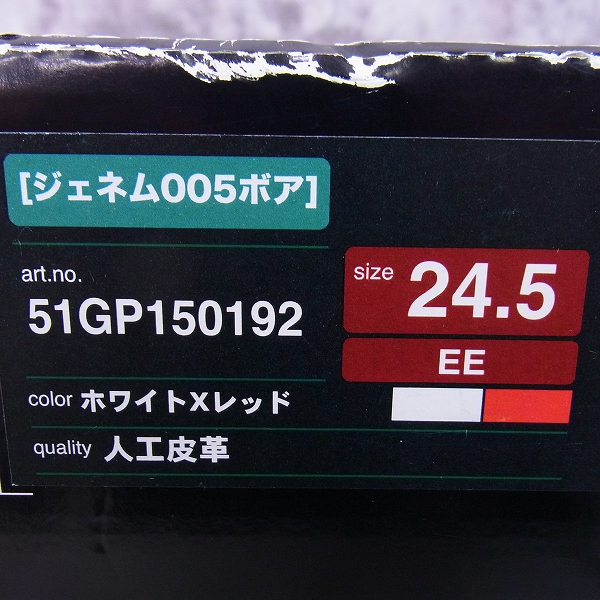 [ジェネム005ボア]
art.no.
51GP150192
size 24.5
EE
color ホワイトXレッド
quality 人工皮革